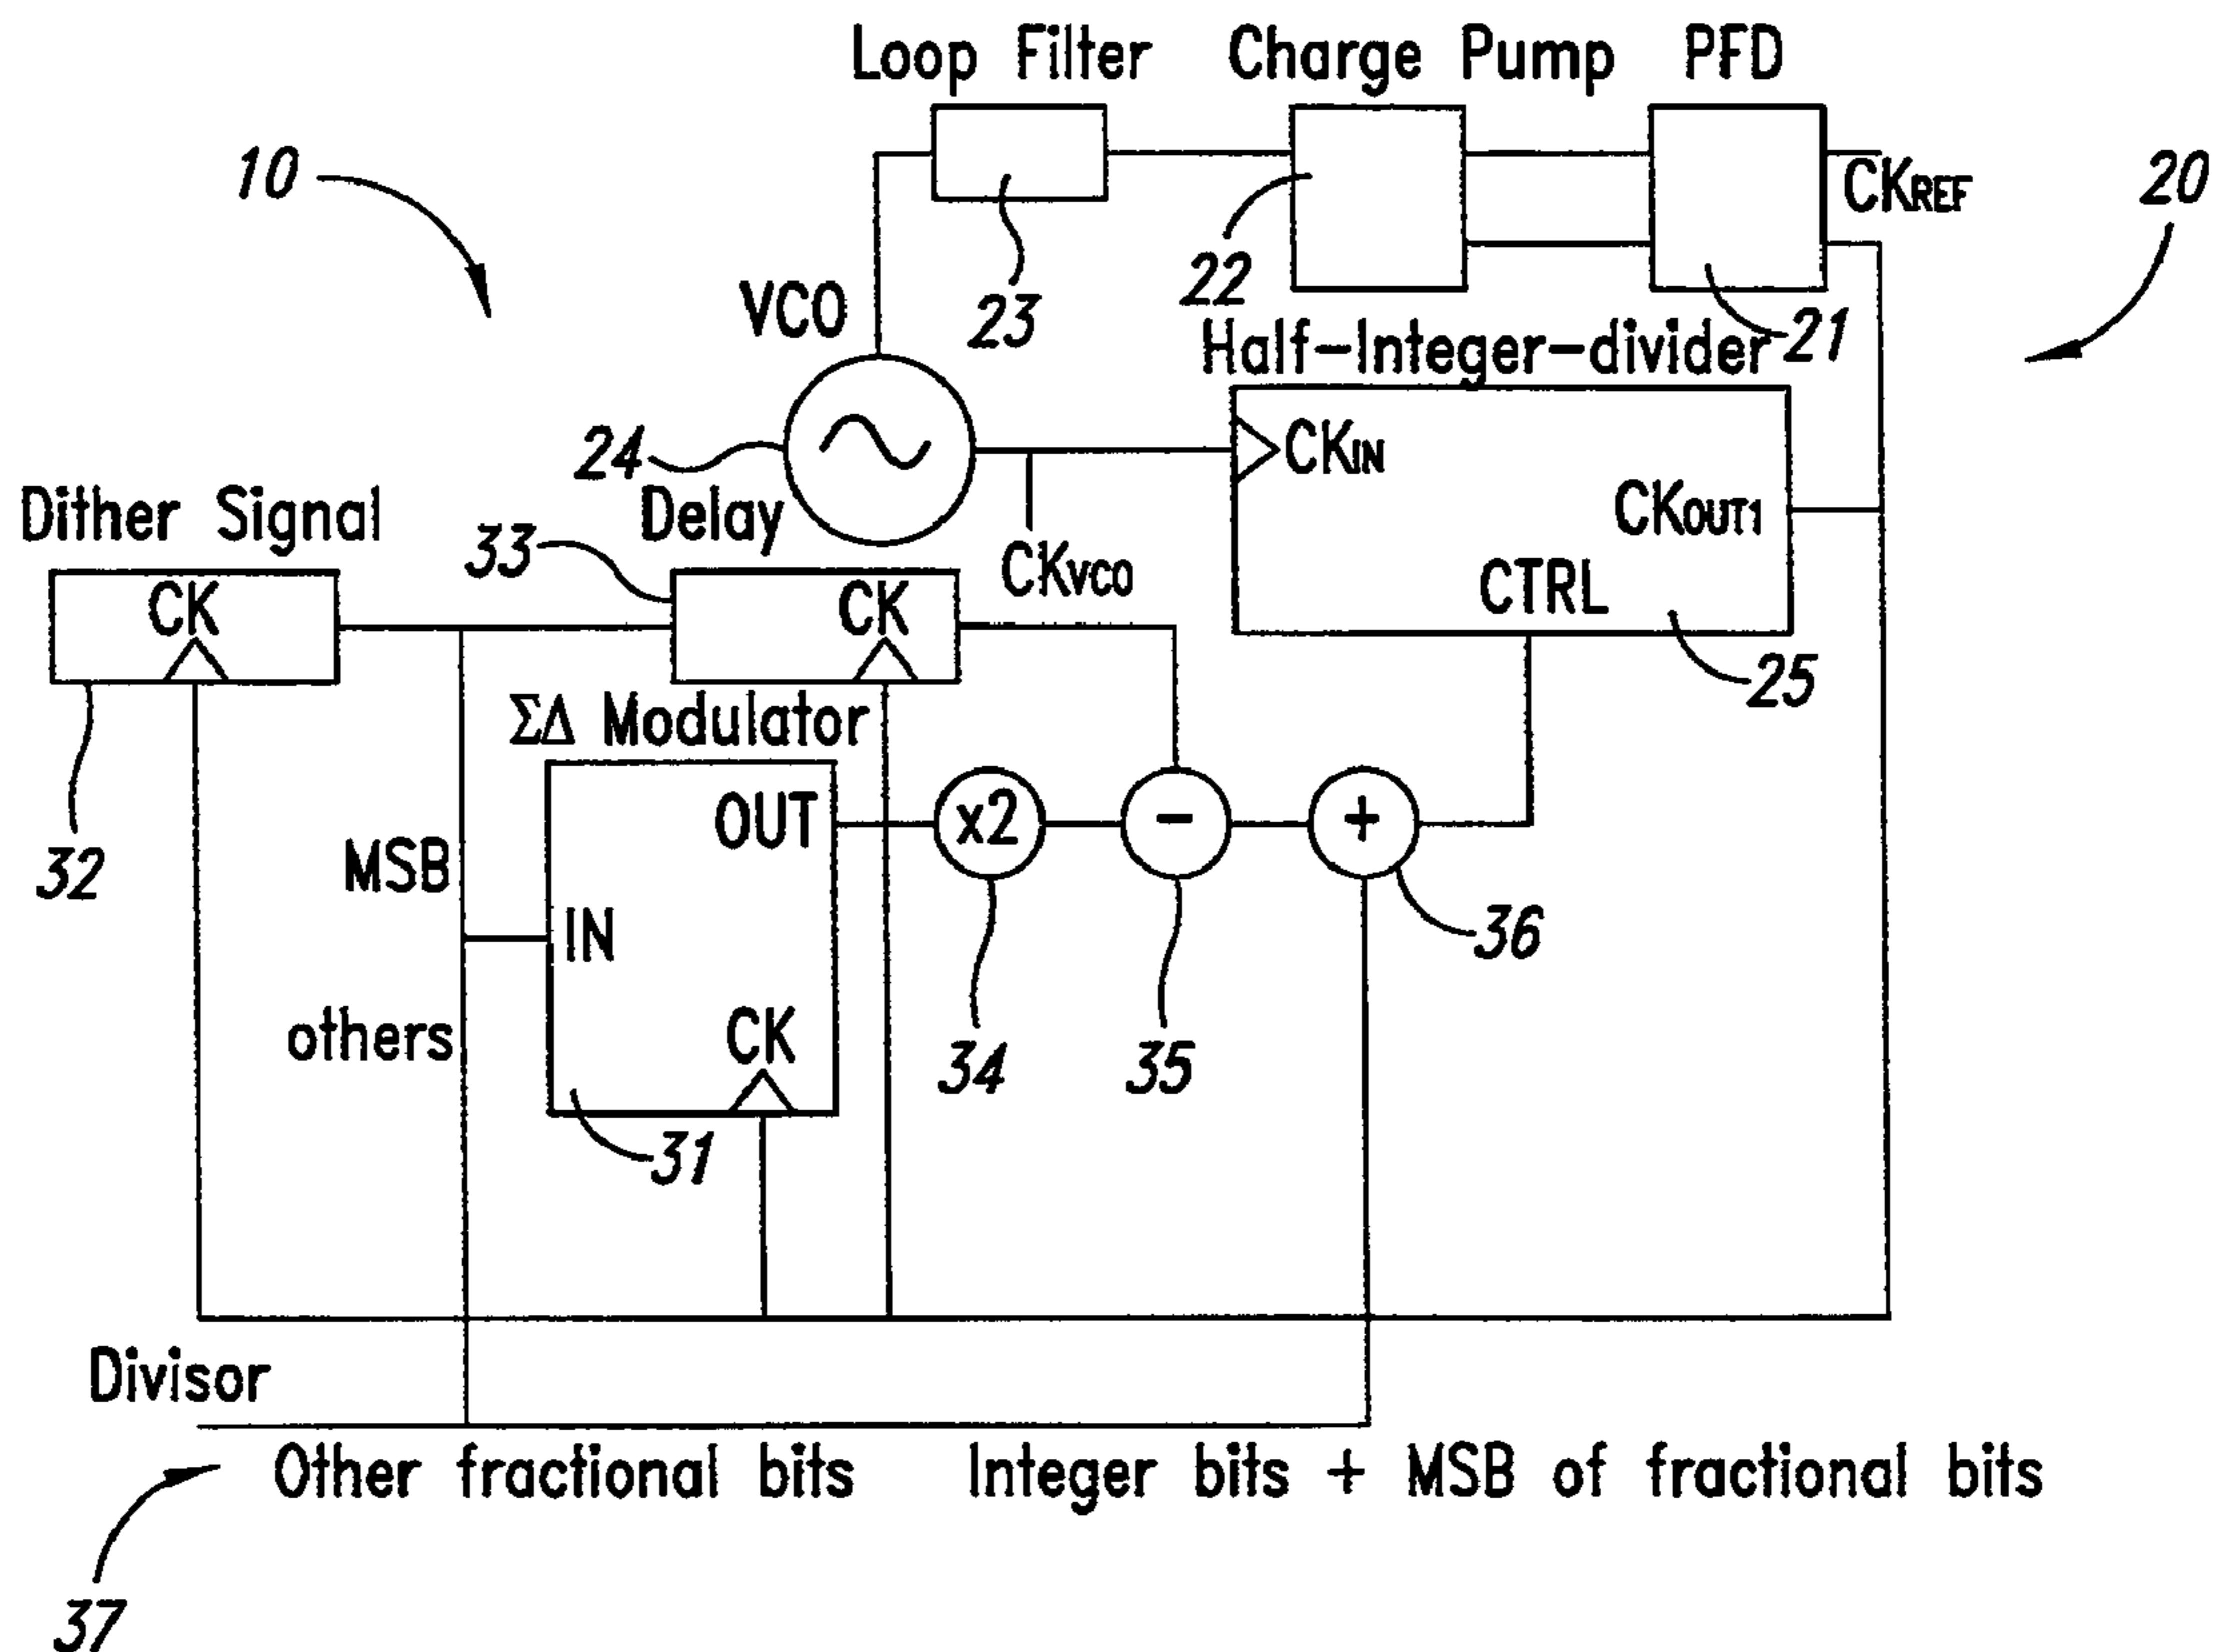 Loop Filter
Charge Pump
PFD
10
CKREF
20
23
22
21
VCO
Half-Integer-divider
24
CKIN
Dither Signal
33
Delay
CKOUT1
CKVCO
CTRL
CK
CK
25
ΣΔ Modulator
OUT
x2
-
+
32
MSB
IN
36
others
CK
34
35
31
Divisor
Other fractional bits
Integer bits + MSB of fractional bits
37